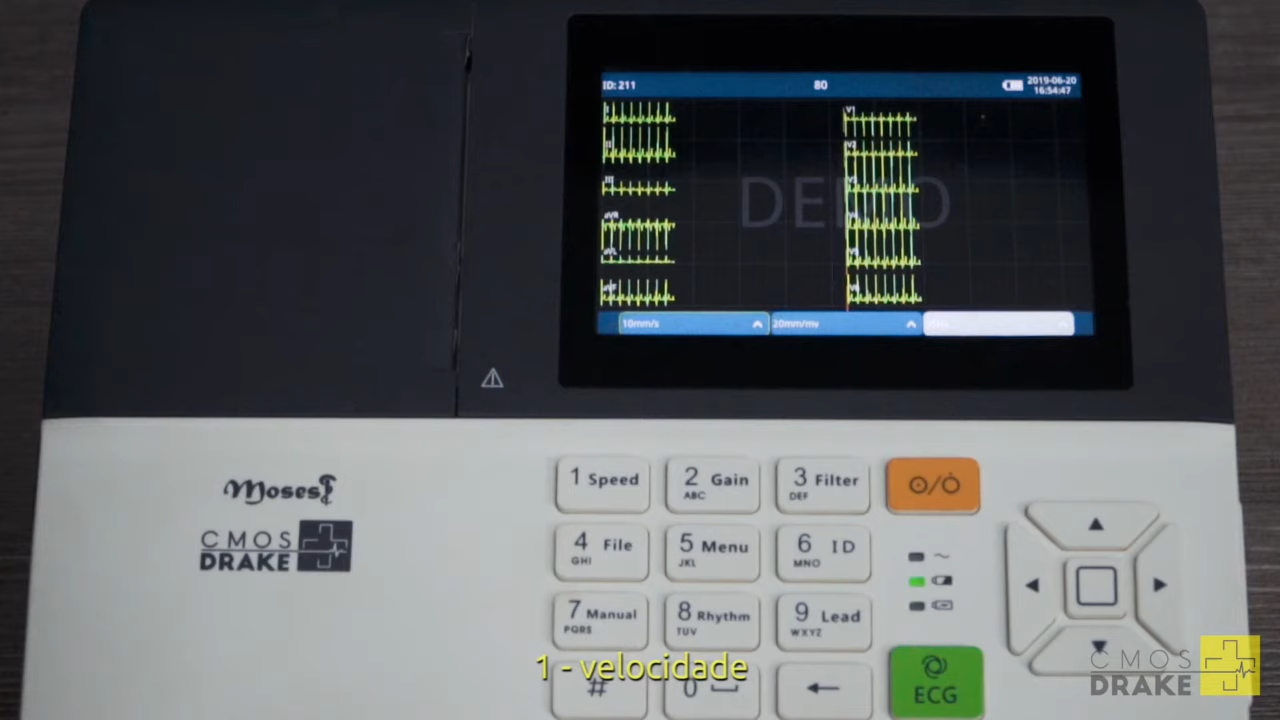 ID: 211
80
2019-06-20
16:54:47
I
II
III
aVR
aVL
aVF
V1
V2
V3
V4
V5
V6
DEMO
10mm/s
20mm/mv
Moses
CMOS
DRAKE
1 Speed
2 Gain
ABC
3 Filter
DEF
4 File
GHI
5 Menu
JKL
6 ID
MNO
7 Manual
PQRS
8 Rhythm
TUV
9 Lead
WXYZ
#
0
ECG
1 - velocidade
CMOS
DRAKE